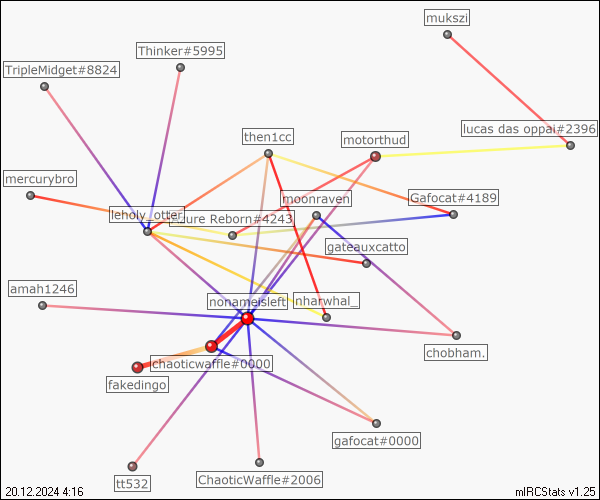 mukszi
Thinker#5995
TripleMidget#8824
lucas das oppai#2396
then1cc
motorthud
mercurybro
moonraven
Gafocat#4189
leholy_otter
Azure Reborn#4243
gateauxcatto
amah1246
nonameisleft
nharwhal_
chobham.
chaoticwaffle#0000
fakedingo
gafocat#0000
tt532
ChaoticWaffle#2006
20.12.2024 4:16
mIRCStats v1.25